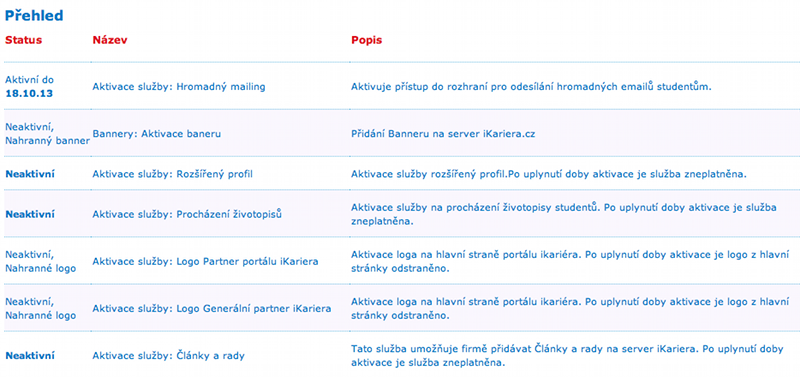 Přehled
Status Název Popis
Aktivní do
18.10.13
Aktivace služby: Hromadný mailing
Aktivuje přístup do rozhraní pro odesílání hromadných emailů studentům.
Neaktivní,
Nahranný banner
Bannery: Aktivace baneru
Přidání Banneru na server iKariera.cz
Neaktivní
Aktivace služby: Rozšířený profil
Aktivace služby rozšířený profil.Po uplynutí doby aktivace je služba zneplatněna.
Neaktivní
Aktivace služby: Procházení životopisů
Aktivace služby na procházení životopisy studentů. Po uplynutí doby aktivace je služba
zneplatněna.
Neaktivní,
Nahranné logo
Aktivace služby: Logo Partner portálu iKariera
Aktivace loga na hlavní straně portálu ikariéra. Po uplynutí doby aktivace je logo z hlavní
stránky odstraněno.
Neaktivní,
Nahranné logo
Aktivace služby: Logo Generální partner iKariera
Aktivace loga na hlavní straně portálu ikariéra. Po uplynutí doby aktivace je logo z hlavní
stránky odstraněno.
Neaktivní
Aktivace služby: Články a rady
Tato služba umožňuje firmě přidávat Články a rady na server iKariera. Po uplynutí doby
aktivace je služba zneplatněna.